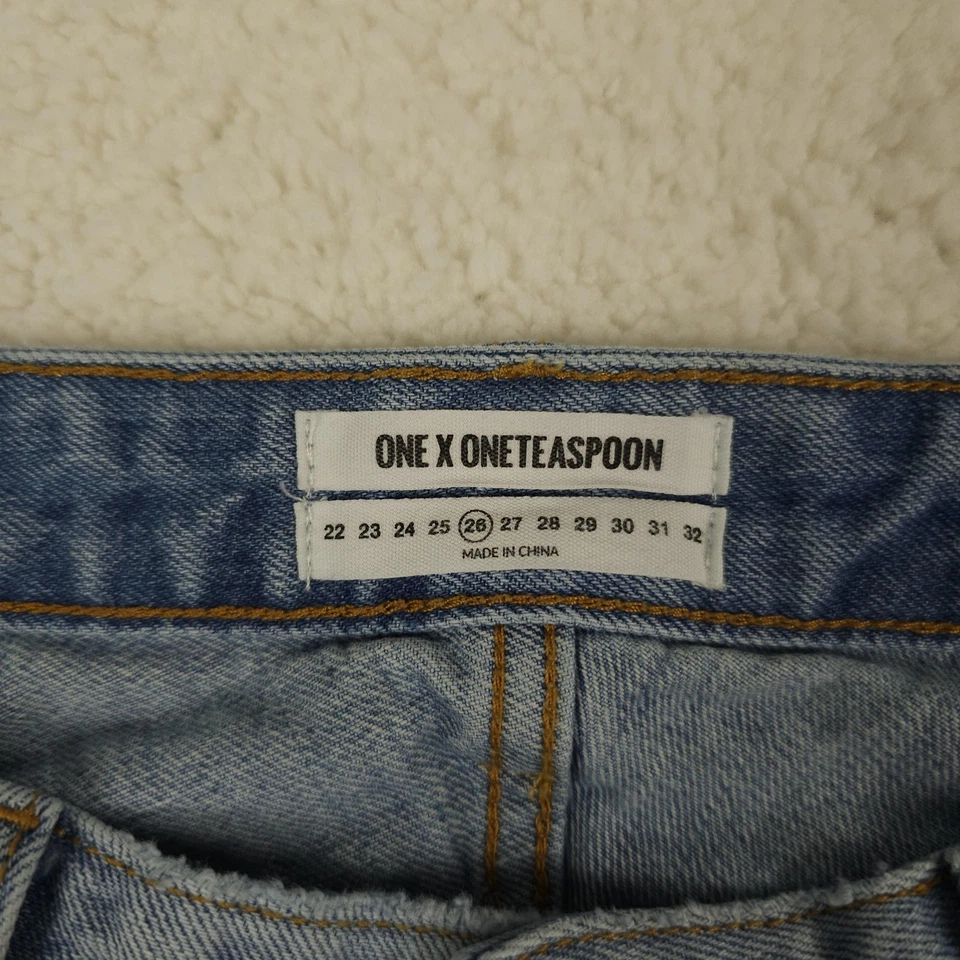 ONE X ONETEASPOON
22 23 24 25 26 27 28 29 30 31 32
MADE IN CHINA